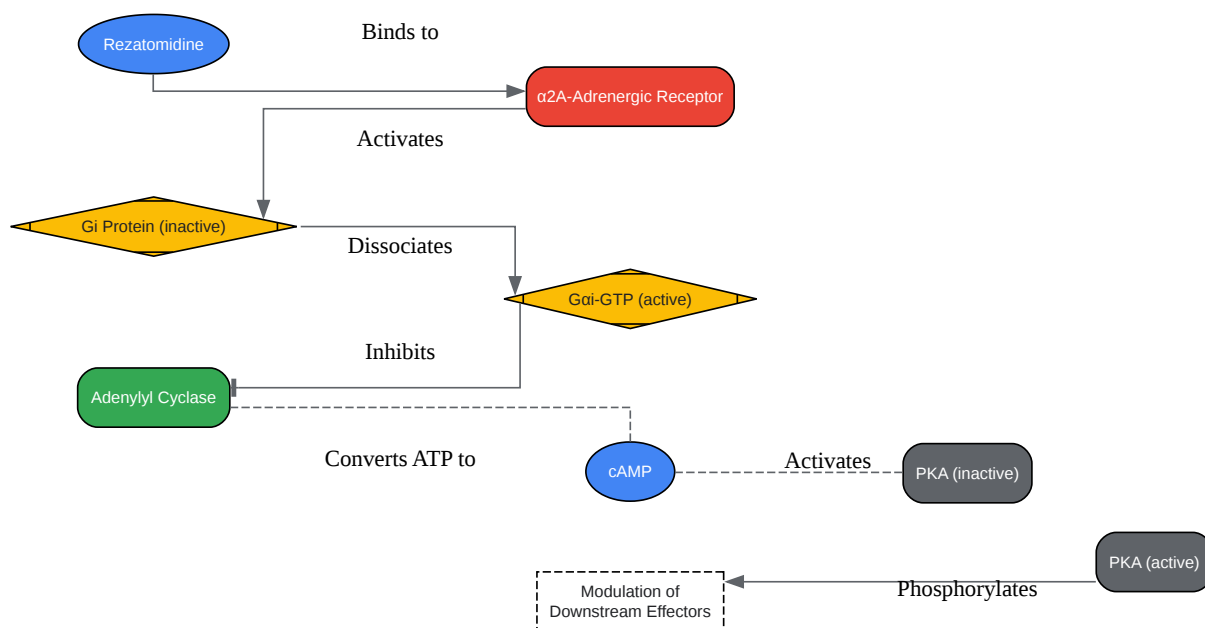 Rezatomidine
Binds to
α2A-Adrenergic Receptor
Activates
Gi Protein (inactive)
Dissociates
Gαi-GTP (active)
Inhibits
Adenylyl Cyclase
Converts ATP to
cAMP
Activates
PKA (inactive)
PKA (active)
Phosphorylates
Modulation of
Downstream Effectors